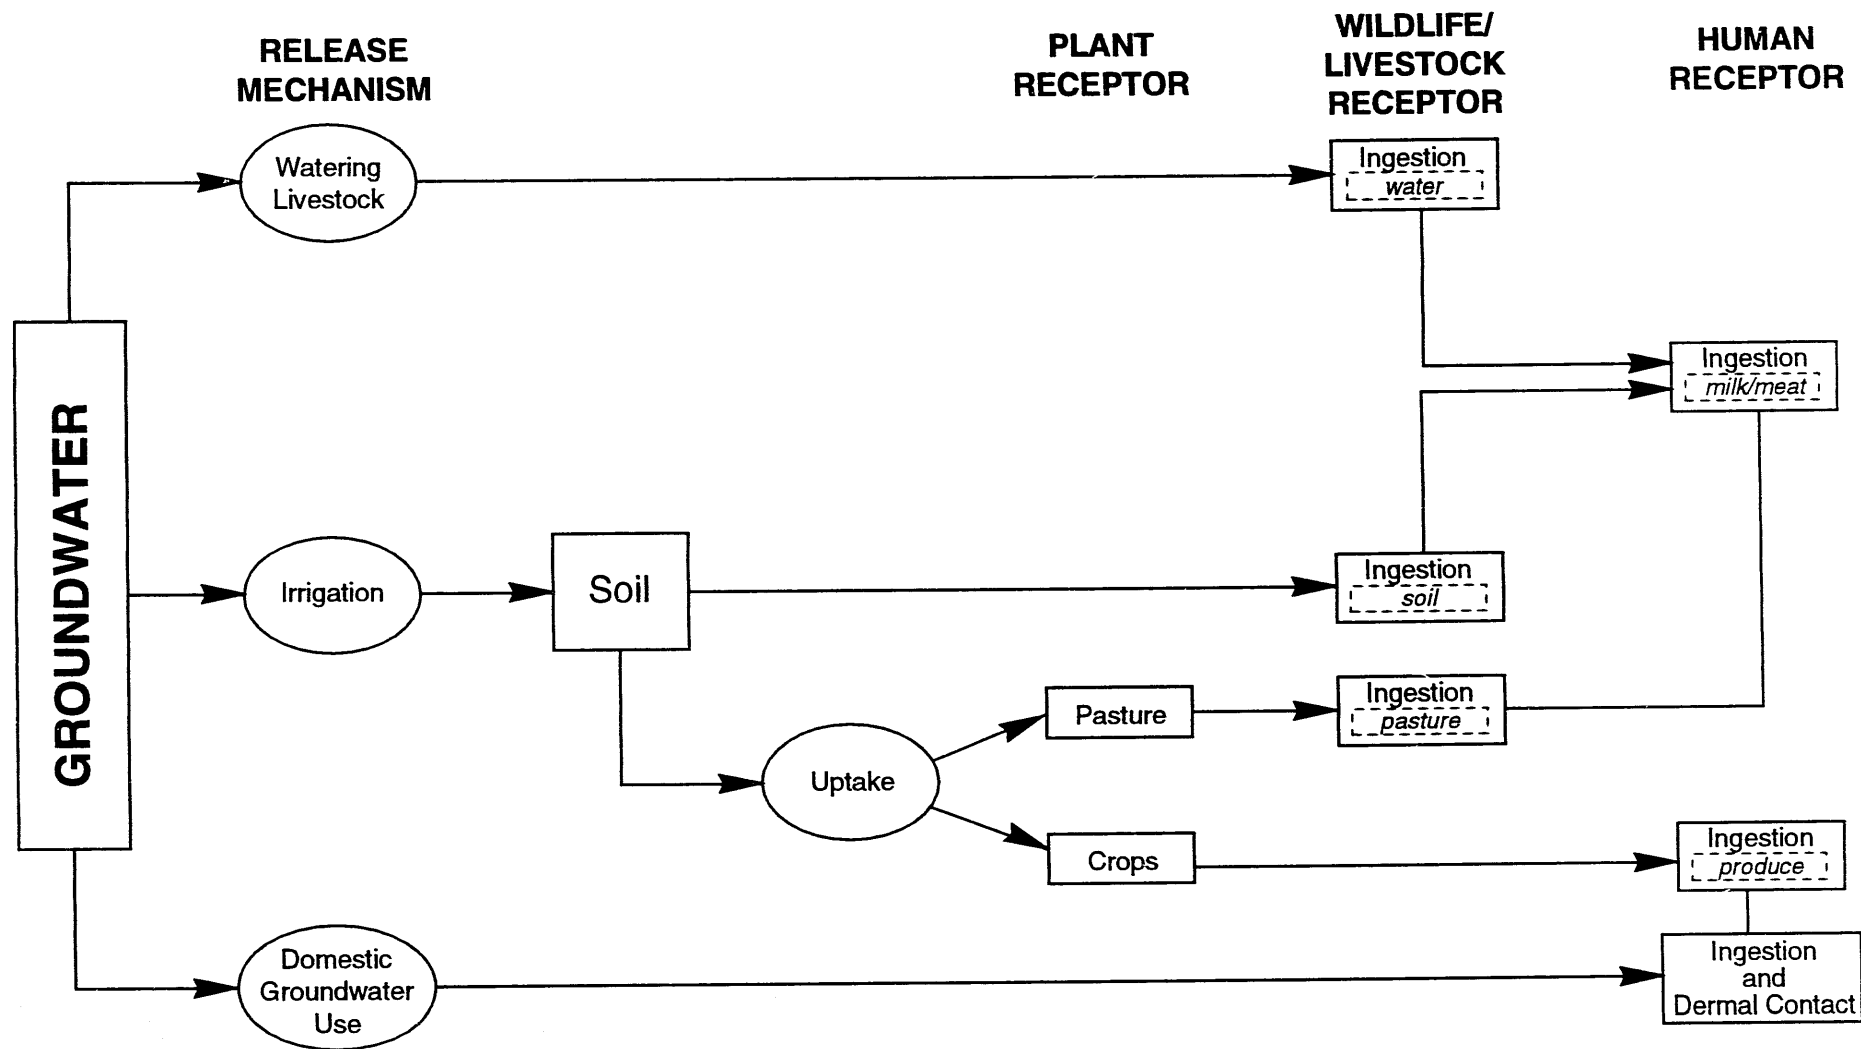 RELEASE
MECHANISM
PLANT
RECEPTOR
WILDLIFE/
LIVESTOCK
RECEPTOR
HUMAN
RECEPTOR
Watering
Livestock
Ingestion
water
Ingestion
milk/meat
GROUNDWATER
Irrigation
Soil
Ingestion
soil
Pasture
Ingestion
pasture
Uptake
Crops
Ingestion
produce
Domestic
Groundwater
Use
Ingestion
and
Dermal Contact